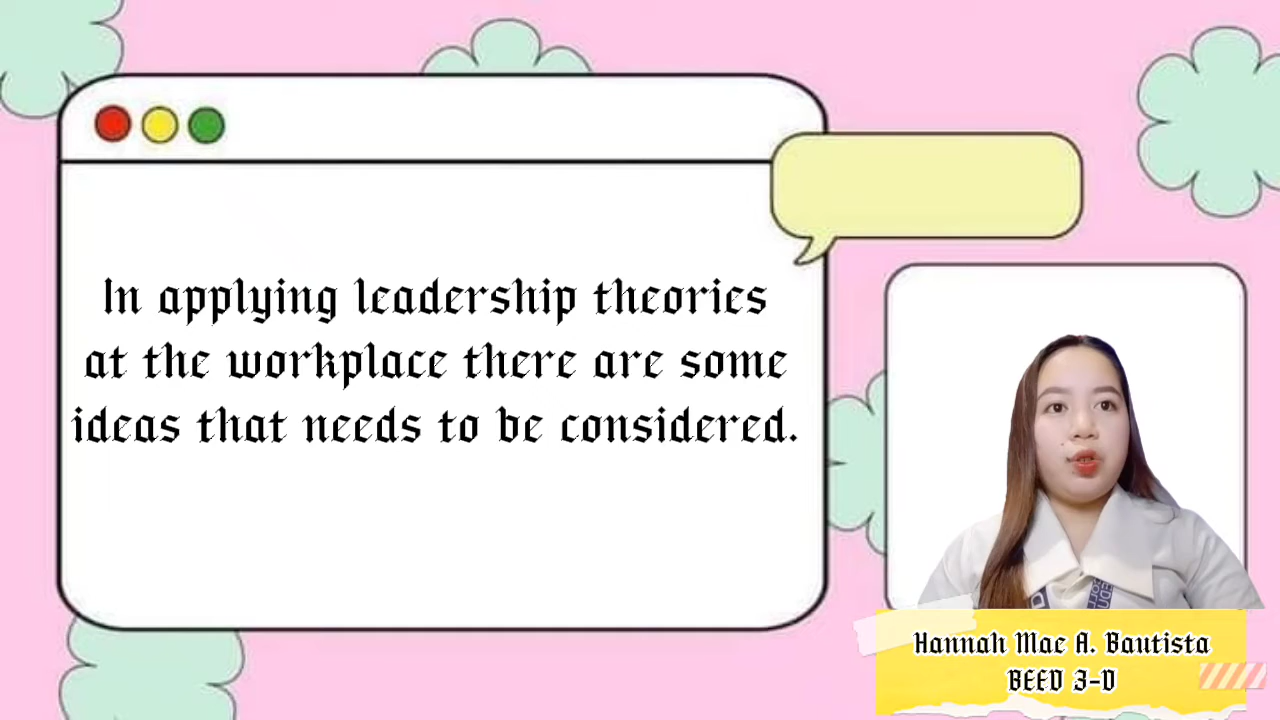 In applying leadership theories
at the workplace there are some
ideas that needs to be considered.
Hannah Mae A. Bautista
BEED 3-D